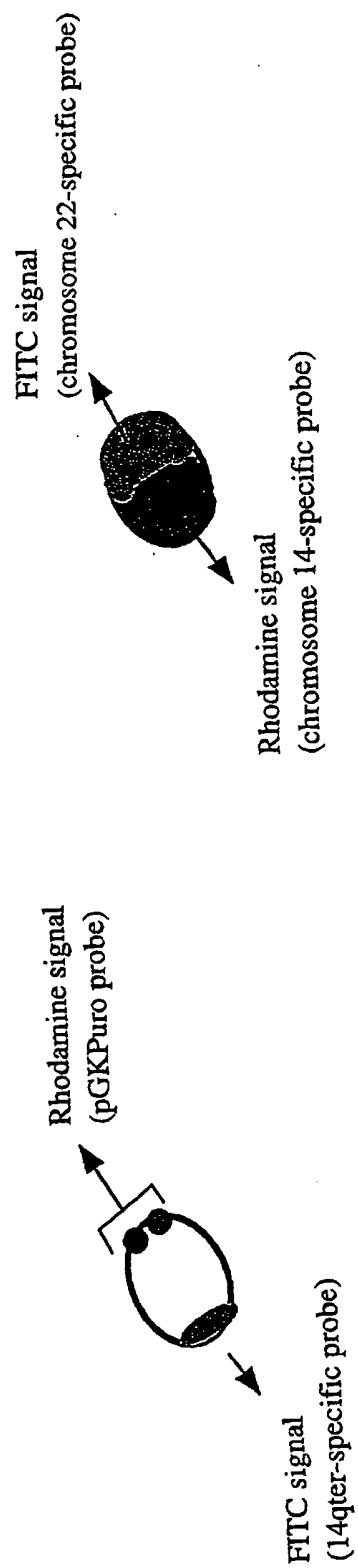 FITC signal
(14qter-specific probe)
Rhodamine signal
(pGKPuro probe)
Rhodamine signal
(chromosome 14-specific probe)
FITC signal
(chromosome 22-specific probe)